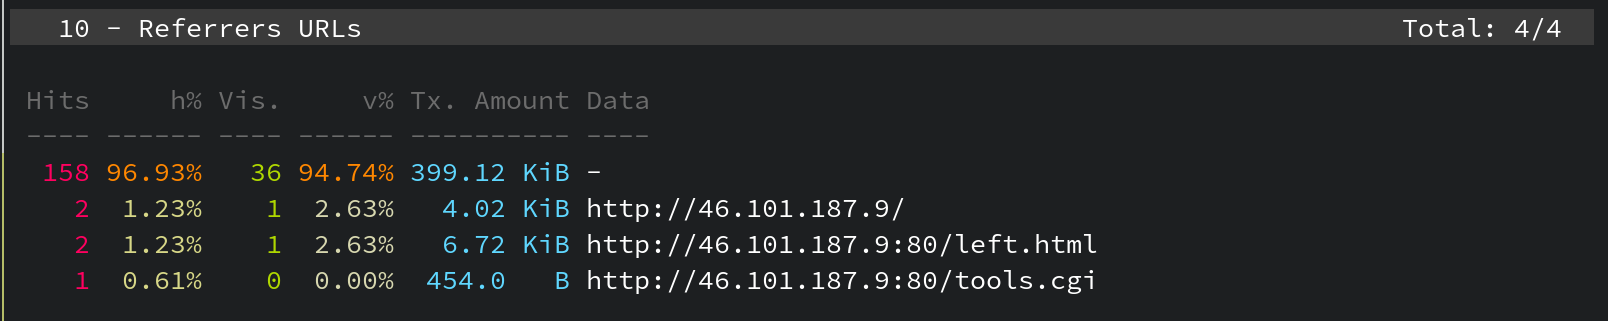 10 - Referrers URLs Total: 4/4
Hits h% Vis. v% Tx. Amount Data
---- ------ ---- ------ ---------- ----
158 96.93% 36 94.74% 399.12 KiB -
2 1.23% 1 2.63% 4.02 KiB http://46.101.187.9/
2 1.23% 1 2.63% 6.72 KiB http://46.101.187.9:80/left.html
1 0.61% 0 0.00% 454.0 B http://46.101.187.9:80/tools.cgi